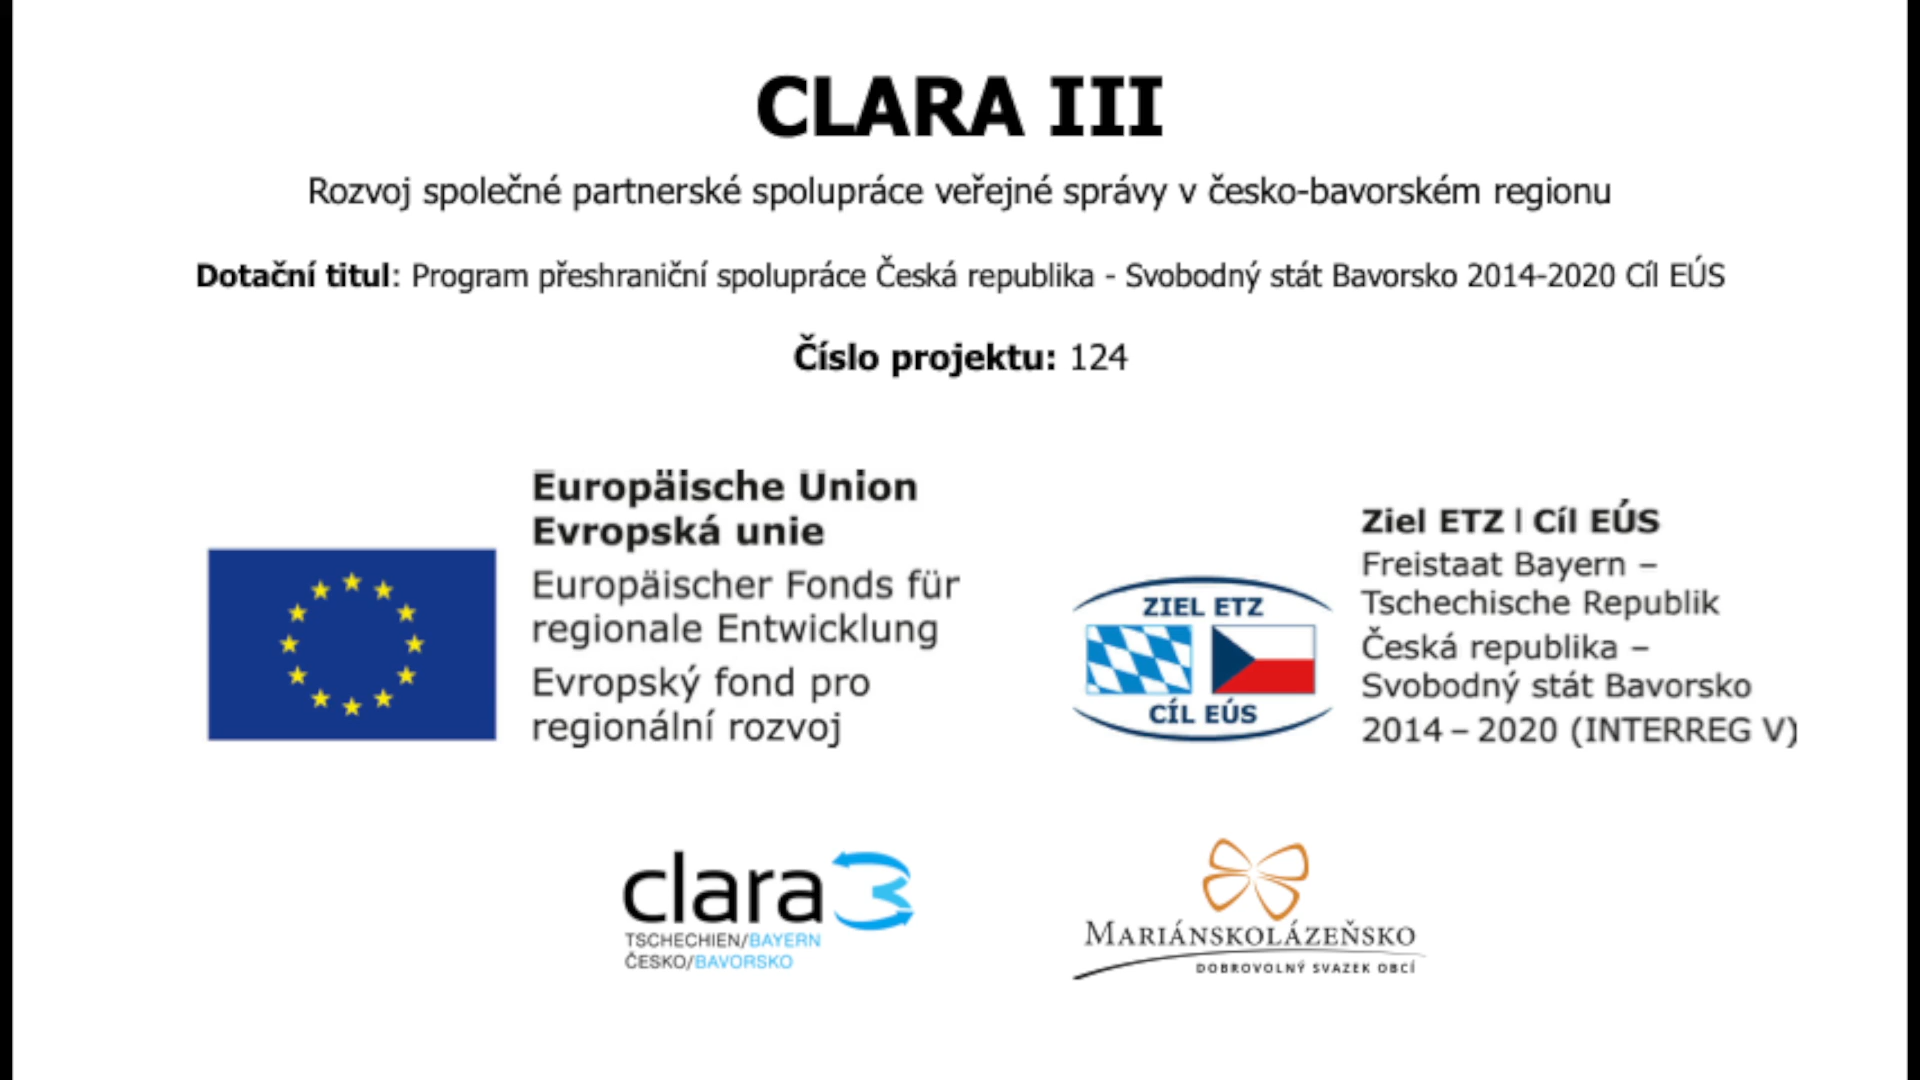 CLARA III
Rozvoj společné partnerské spolupráce veřejné správy v česko-bavorském regionu
Dotační titul: Program přeshraniční spolupráce Česká republika - Svobodný stát Bavorsko 2014-2020 Cíl EÚS
Číslo projektu: 124
Europäische Union
Evropská unie
Europäischer Fonds für
regionale Entwicklung
Evropský fond pro
regionální rozvoj
ZIEL ETZ
CÍL EÚS
Ziel ETZ | Cíl EÚS
Freistaat Bayern –
Tschechische Republik
Česká republika –
Svobodný stát Bavorsko
2014 – 2020 (INTERREG V)
clara3
TSCHECHIEN/BAYERN
ČESKO/BAVORSKO
MARIÁNSKOLÁZEŇSKO
DOBROVOLNÝ SVAZEK OBCÍ